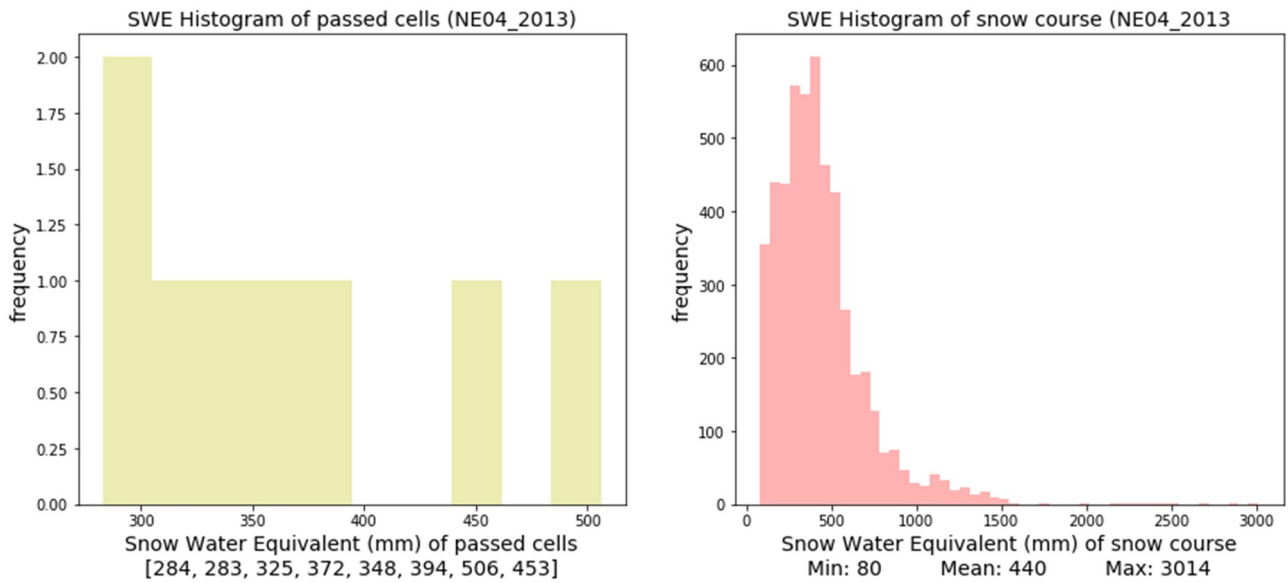 SWE Histogram of passed cells (NE04_2013)
2.00
1.75
1.50
1.25
1.00
0.75
0.50
0.25
0.00
frequency
300 350 400 450 500
Snow Water Equivalent (mm) of passed cells
[284, 283, 325, 372, 348, 394, 506, 453]
SWE Histogram of snow course (NE04_2013
600
500
400
300
200
100
0
frequency
0 500 1000 1500 2000 2500 3000
Snow Water Equivalent (mm) of snow course
Min: 80 Mean: 440 Max: 3014